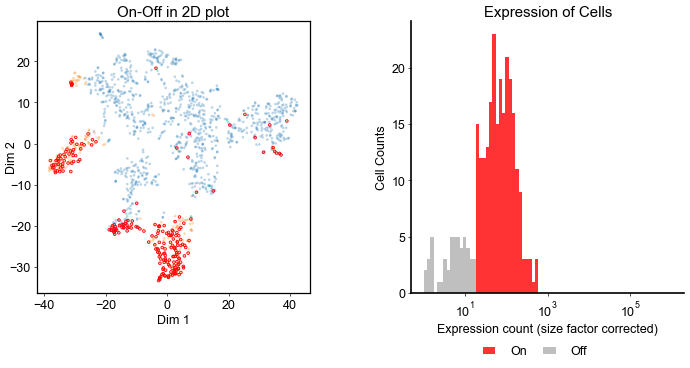 On-Off in 2D plot
Dim 2
20
10
0
−10
−20
−30
−40
−20
0
20
40
Dim 1
Expression of Cells
Cell Counts
20
15
10
5
0
10^1
10^3
10^5
Expression count (size factor corrected)
On
Off